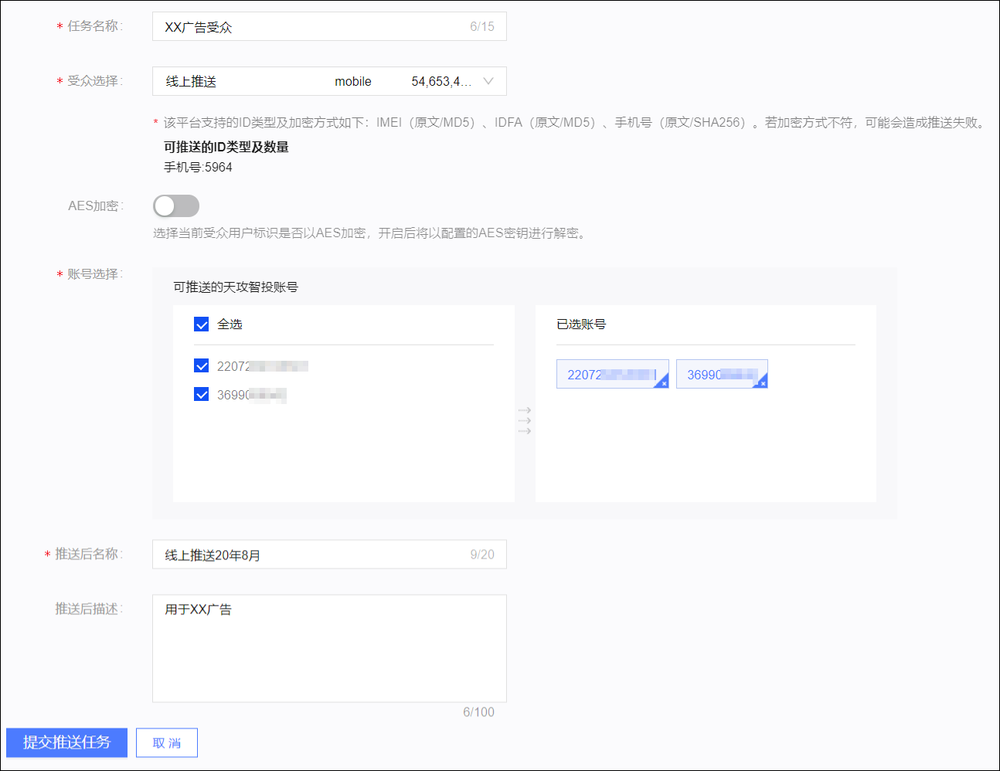 * 任务名称:
XX广告受众 6/15
* 受众选择:
线上推送 mobile 54,653,4...
* 该平台支持的ID类型及加密方式如下：IMEI（原文/MD5）、IDFA（原文/MD5）、手机号（原文/SHA256）。若加密方式不符，可能会造成推送失败。
可推送的ID类型及数量
手机号:5964
AES加密:
选择当前受众用户标识是否以AES加密，开启后将以配置的AES密钥进行解密。
* 账号选择:
可推送的天攻智投账号
全选
22072
36990
已选账号
22072 36990
* 推送后名称:
线上推送20年8月 9/20
推送后描述:
用于XX广告
6/100
提交推送任务 取 消